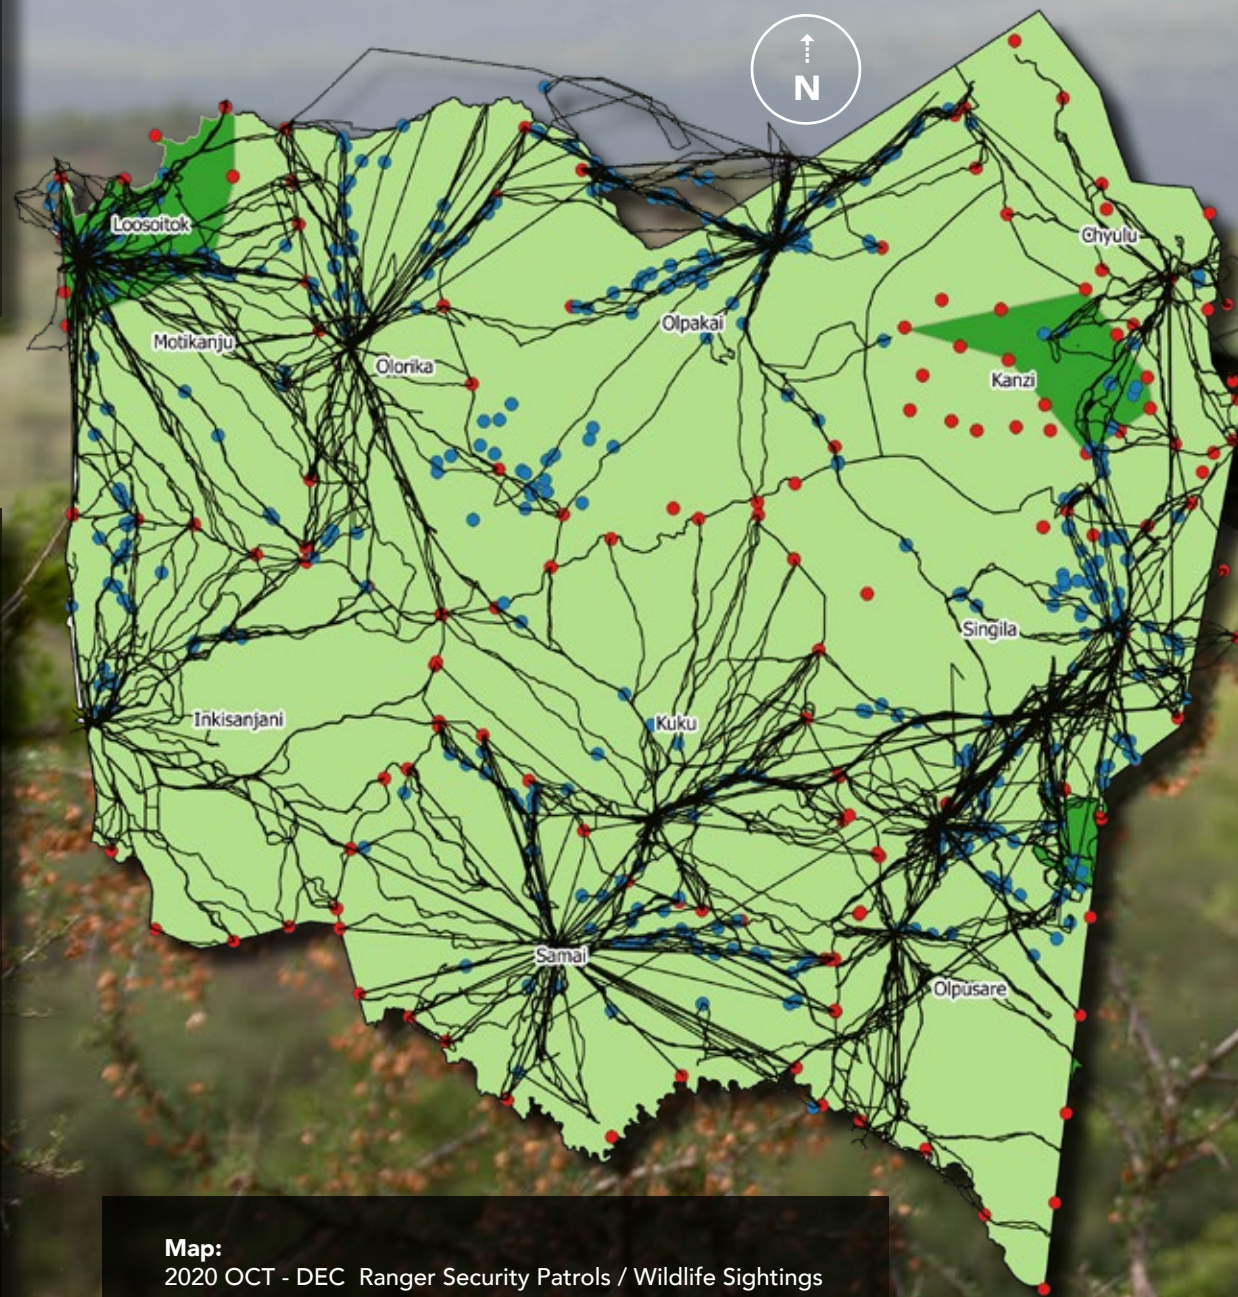 N
Loosoitok
Chyulu
Olpakai
Motikanju
Olorika
Kanzi
Singila
Inkisanjani
Kuku
Samai
Olpusare
Map:
2020 OCT - DEC Ranger Security Patrols / Wildlife Sightings